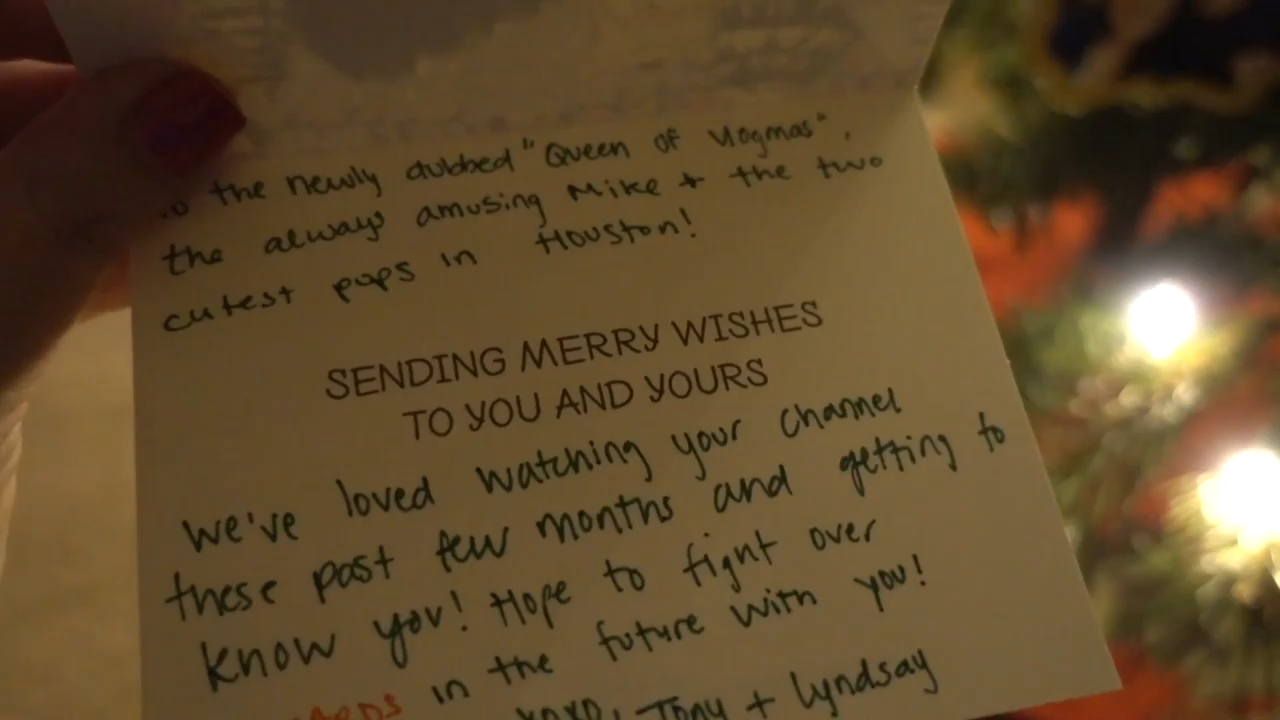 the newly dubbed "Queen of Vlogmas",
the always amusing Mike + the two
cutest pups in Houston!
SENDING MERRY WISHES
TO YOU AND YOURS
We've loved watching your channel
these past few months and getting to
know you! Hope to fight over
in the future with you!
xoxo, Tony + Lyndsay